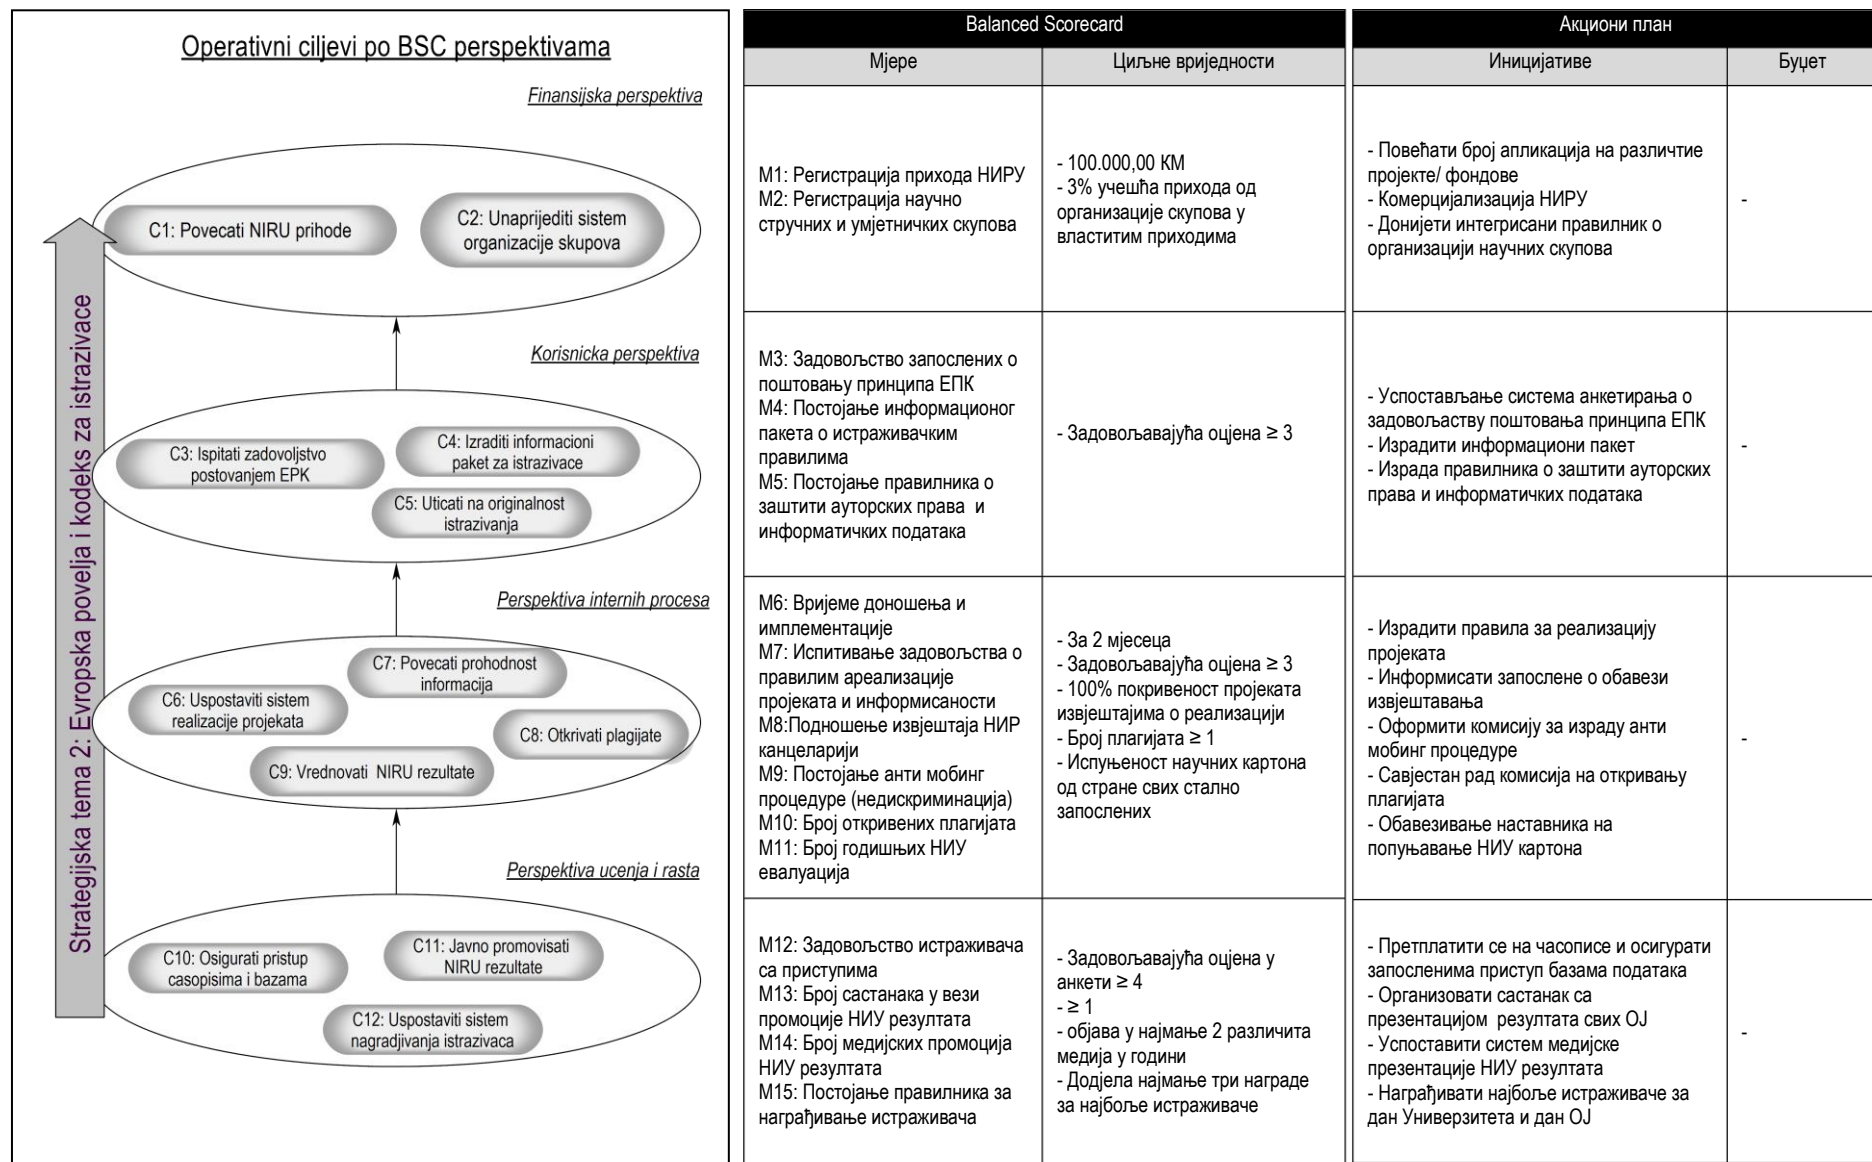 Operativni ciljevi po BSC perspektivama
Strategijska tema 2: Evropska povelja i kodeks za istrazivace
Finansijska perspektiva
C1: Povecati NIRU prihode
C2: Unaprijediti sistem
organizacije skupova
Korisnicka perspektiva
C3: Ispitati zadovoljstvo
postovanjem EPK
C4: Izraditi informacioni
paket za istrazivace
C5: Uticati na originalnost
istrazivanja
Perspektiva internih procesa
C6: Uspostaviti sistem
realizacije projekata
C7: Povecati prohodnost
informacija
C8: Otkrivati plagijate
C9: Vrednovati NIRU rezultate
Perspektiva ucenja i rasta
C10: Osigurati pristup
casopisima i bazama
C11: Javno promovisati
NIRU rezultate
C12: Uspostaviti sistem
nagradjivanja istrazivaca
Balanced Scorecard
Мјере
Циљне вриједности
М1: Регистрација прихода НИРУ
М2: Регистрација научно
стручних и умјетничких скупова
- 100.000,00 КМ
- 3% учешћа прихода од
организације скупова у
властитим приходима
М3: Задовољство запослених о
поштовању принципа ЕПК
М4: Постојање информационог
пакета о истраживачким
правилима
М5: Постојање правилника о
заштити ауторских права и
информатичких података
- Задовољавајућа оцјена ≥ 3
М6: Вријеме доношења и
имплементације
М7: Испитивање задовољства о
правилим ареализације
пројеката и информисаности
М8:Подношење извјештаја НИР
канцеларији
М9: Постојање анти мобинг
процедуре (недискриминација)
М10: Број откривених плагијата
М11: Број годишњих НИУ
евалуација
- За 2 мјесеца
- Задовољавајућа оцјена ≥ 3
- 100% покривеност пројеката
извјештајима о реализацији
- Број плагијата ≥ 1
- Испуњеност научних картона
од стране свих стално
запослених
М12: Задовољство истраживача
са приступима
М13: Број састанака у вези
промоције НИУ резултата
М14: Број медијских промоција
НИУ резултата
М15: Постојање правилника за
награђивање истраживача
- Задовољавајућа оцјена у
анкети ≥ 4
- ≥ 1
- објава у најмање 2 различита
медија у години
- Додјела најмање три награде
за најбоље истраживаче
Акциони план
Иницијативе
Буџет
- Повећати број апликација на различтие
пројекте/ фондове
- Комерцијализација НИРУ
- Донијети интегрисани правилник о
организацији научних скупова
-
- Успостављање система анкетирања о
задовољаству поштовања принципа ЕПК
- Израдити информациони пакет
- Израда правилника о заштити ауторских
права и информатичких података
-
- Израдити правила за реализацију
пројеката
- Информисати запослене о обавези
извјештавања
- Оформити комисију за израду анти
мобинг процедуре
- Савјестан рад комисија на откривању
плагијата
- Обавезивање наставника на
попуњавање НИУ картона
-
- Претплатити се на часописе и осигурати
запосленима приступ базама података
- Организовати састанак са
презентацијом резултата свих ОЈ
- Успоставити систем медијске
презентације НИУ резултата
- Награђивати најбоље истраживаче за
дан Универзитета и дан ОЈ
-